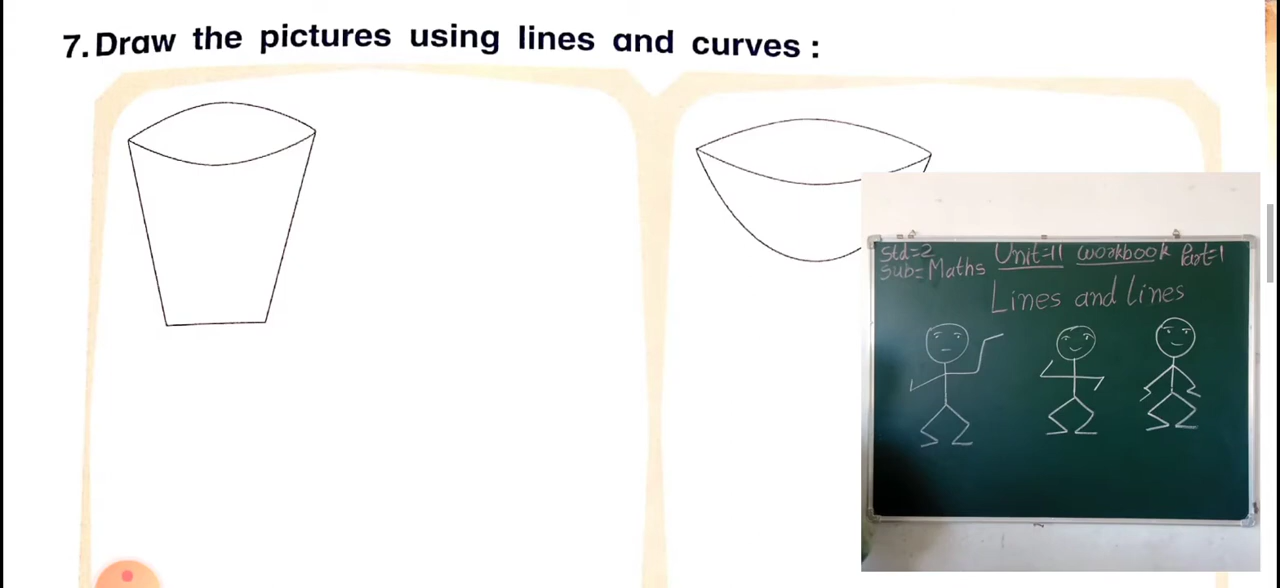 7. Draw the pictures using lines and curves :
Std=2 Unit=11 workbook Part=1
Sub= Maths
Lines and lines